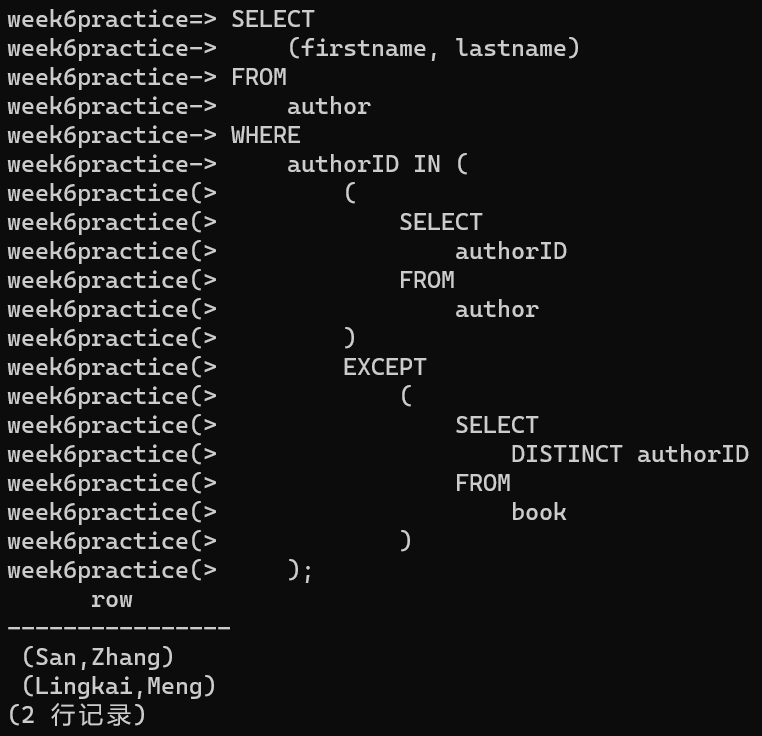 week6practice=> SELECT
week6practice->     (firstname, lastname)
week6practice-> FROM
week6practice->     author
week6practice-> WHERE
week6practice->     authorID IN (
week6practice(>         (
week6practice(>             SELECT
week6practice(>                 authorID
week6practice(>             FROM
week6practice(>                 author
week6practice(>         )
week6practice(>         EXCEPT
week6practice(>             (
week6practice(>                 SELECT
week6practice(>                     DISTINCT authorID
week6practice(>                 FROM
week6practice(>                     book
week6practice(>             )
week6practice(>     );
      row
----------------
 (San,Zhang)
 (Lingkai,Meng)
(2 行记录)